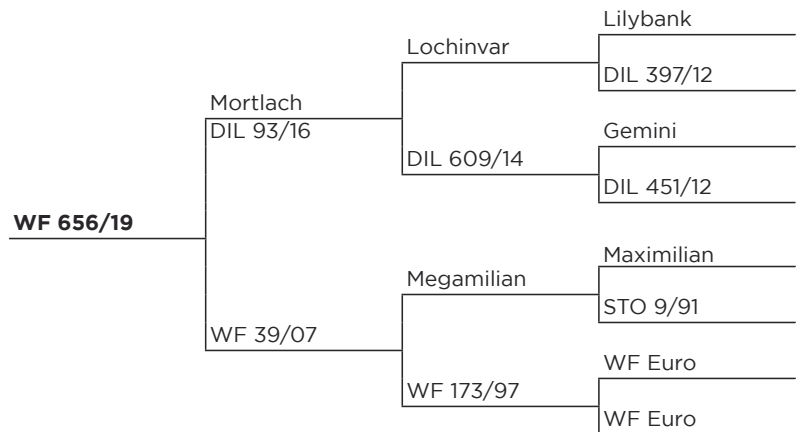 Lilybank
Lochinvar
DIL 397/12
Mortlach
DIL 93/16
Gemini
DIL 609/14
DIL 451/12
WF 656/19
Maximilian
Megamilian
STO 9/91
WF 39/07
WF Euro
WF 173/97
WF Euro